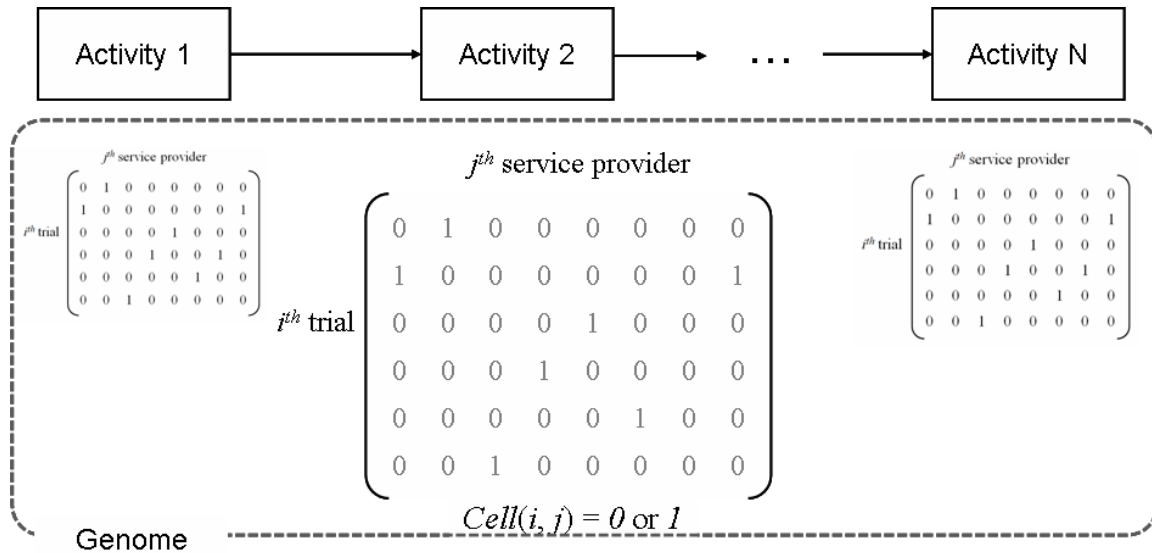 Activity 1
Activity 2
...
Activity N
jth service provider
ith trial
0 1 0 0 0 0 0 0
1 0 0 0 0 0 0 1
0 0 0 0 1 0 0 0
0 0 0 1 0 0 1 0
0 0 0 0 0 1 0 0
0 0 1 0 0 0 0 0
jth service provider
ith trial
0 1 0 0 0 0 0 0
1 0 0 0 0 0 0 1
0 0 0 0 1 0 0 0
0 0 0 1 0 0 0 0
0 0 0 0 0 1 0 0
0 0 1 0 0 0 0 0
Cell(i, j) = 0 or 1
jth service provider
ith trial
0 1 0 0 0 0 0 0
1 0 0 0 0 0 0 1
0 0 0 0 1 0 0 0
0 0 0 1 0 0 1 0
0 0 0 0 0 1 0 0
0 0 1 0 0 0 0 0
Genome